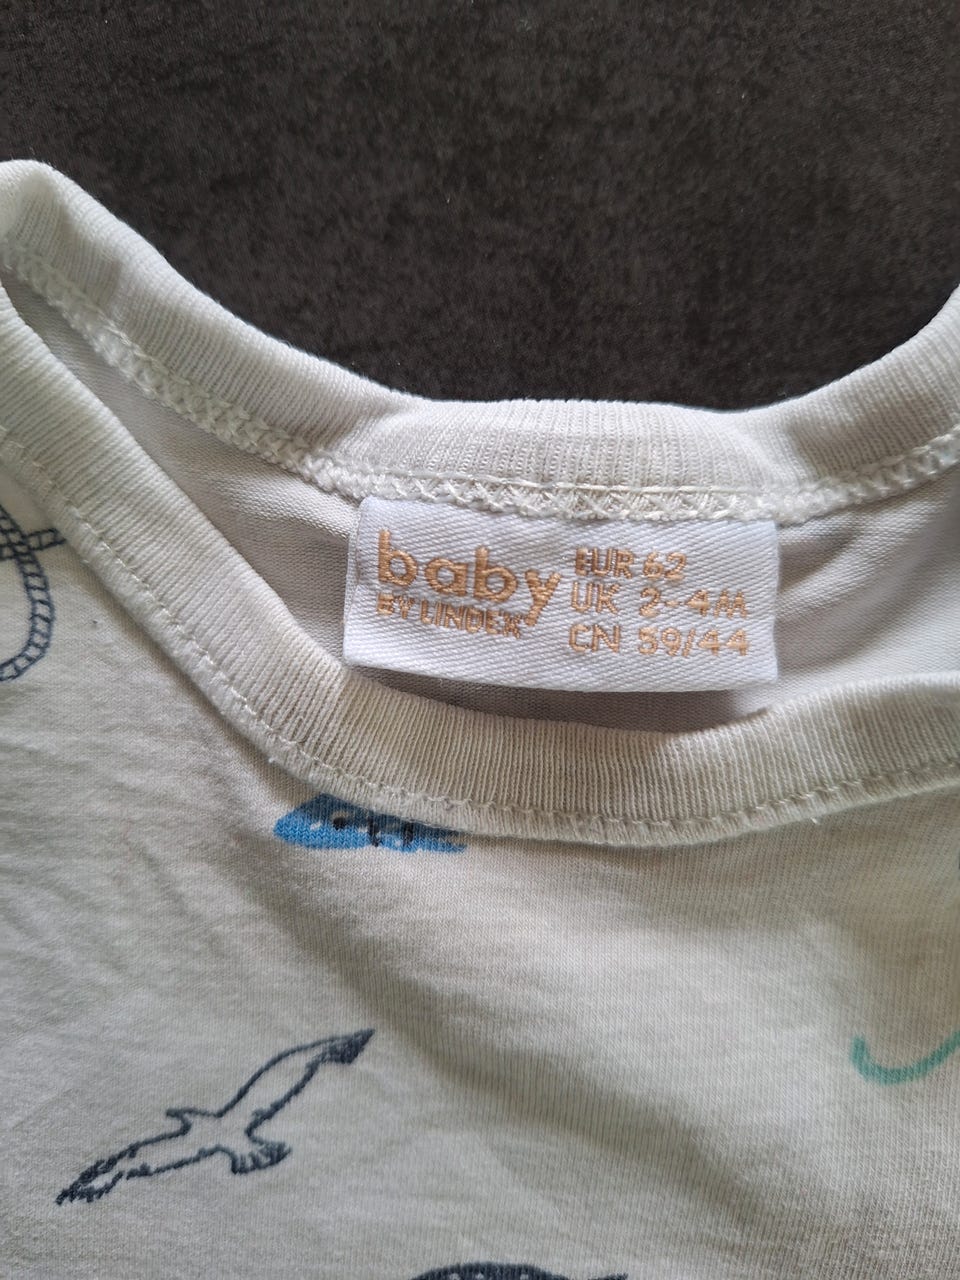 baby
BY LINDEX
EUR 62
UK 2-4M
CN 59/44